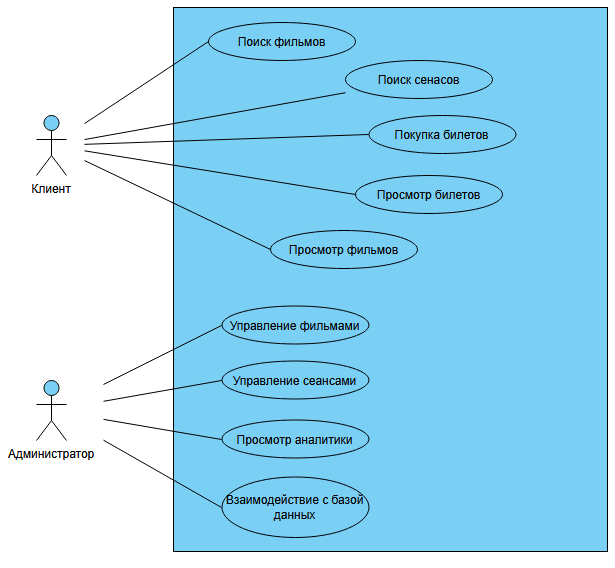 Поиск фильмов
Поиск сенасов
Покупка билетов
Клиент
Просмотр билетов
Просмотр фильмов
Управление фильмами
Управление сеансами
Просмотр аналитики
Администратор
Взаимодействие с базой
данных